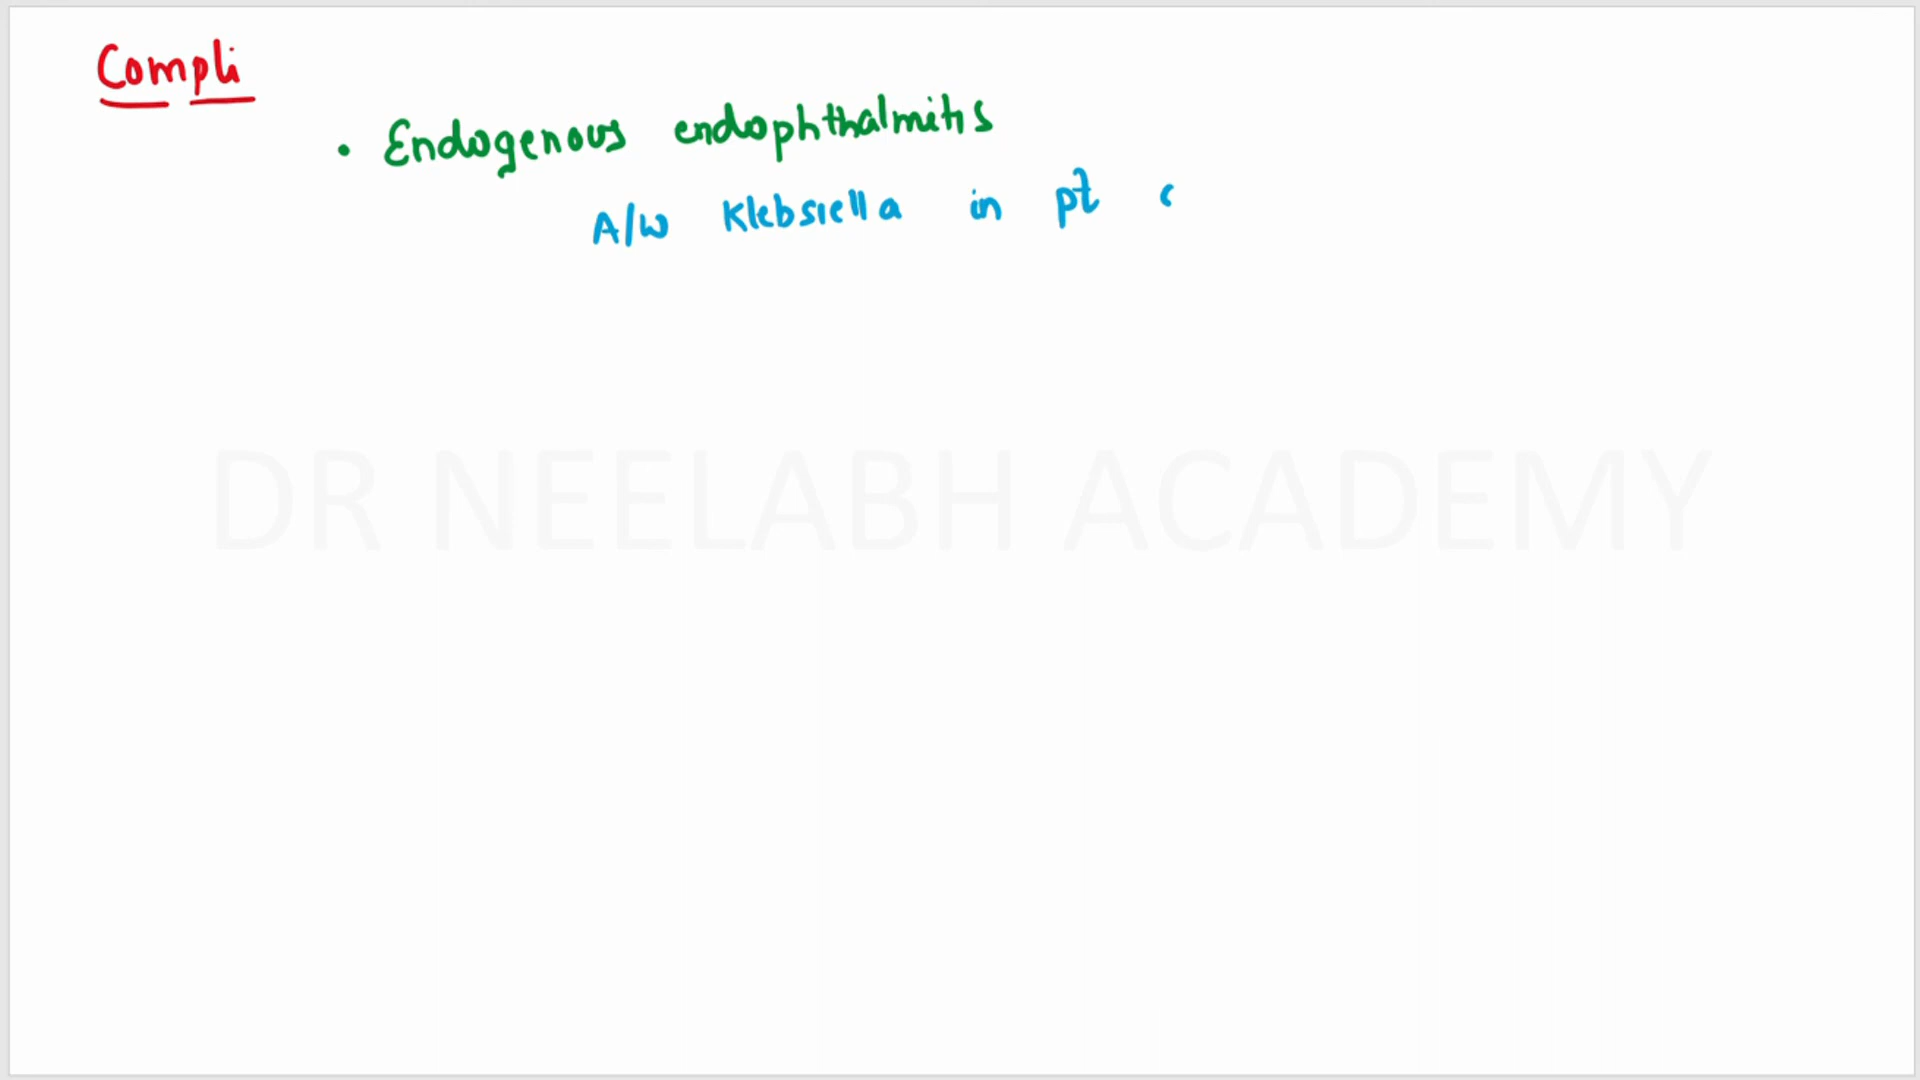 Compli
• Endogenous endophthalmitis
A/w Klebsiella in pt c
DR NEELABH ACADEMY